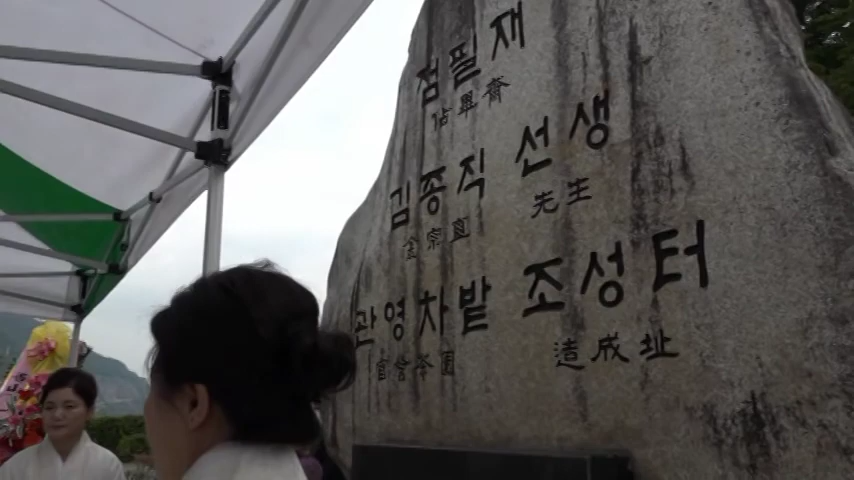 점필재
佔畢齋
김종직 선생
金宗直 先生
관영차밭 조성 터
官營茶園 造成址